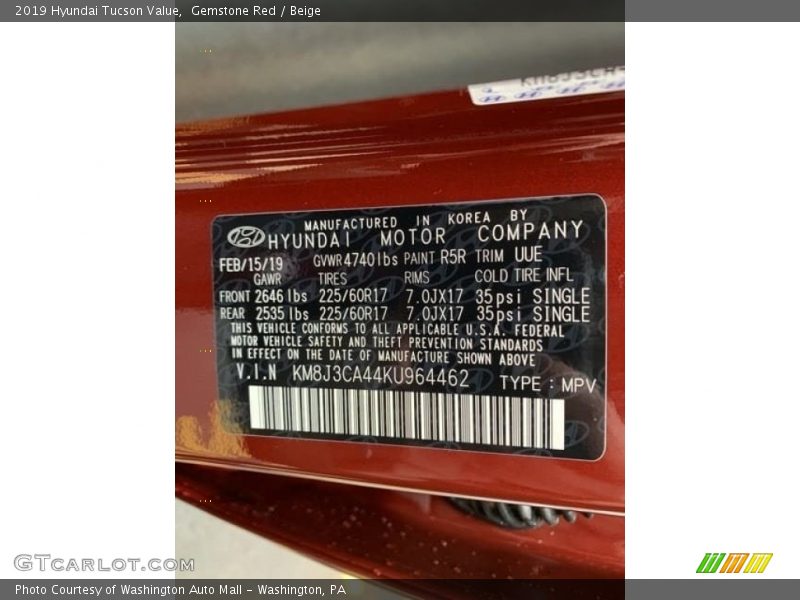 2019 Hyundai Tucson Value, Gemstone Red / Beige
MANUFACTURED IN KOREA BY
HYUNDAI MOTOR COMPANY
FEB/15/19 GVWR 4740lbs PAINT R5R TRIM UUE
GAWR TIRES RIMS COLD TIRE INFL
FRONT 2646 lbs 225/60R17 7.0JX17 35psi SINGLE
REAR 2535 lbs 225/60R17 7.0JX17 35psi SINGLE
THIS VEHICLE CONFORMS TO ALL APPLICABLE U.S.A. FEDERAL
MOTOR VEHICLE SAFETY AND THEFT PREVENTION STANDARDS
IN EFFECT ON THE DATE OF MANUFACTURE SHOWN ABOVE
V.I.N KM8J3CA44KU964462 TYPE : MPV
GTCarlot.com
Photo Courtesy of Washington Auto Mall - Washington, PA